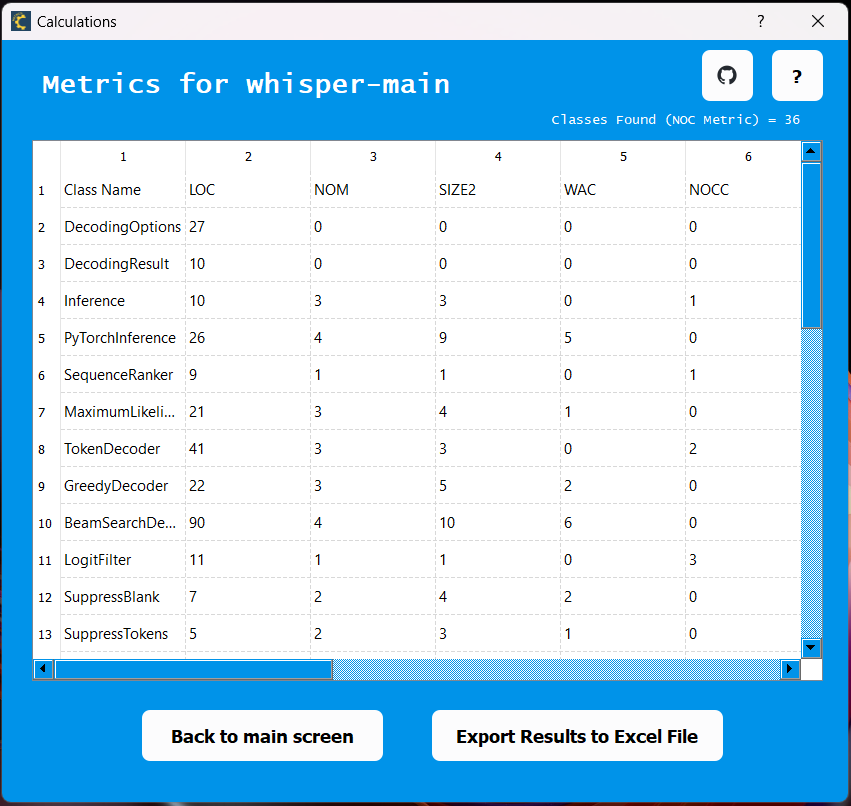 Calculations ?
Metrics for whisper-main
?
Classes Found (NOC Metric) = 36
1 2 3 4 5 6
1 Class Name LOC NOM SIZE2 WAC NOCC
2 DecodingOptions 27 0 0 0 0
3 DecodingResult 10 0 0 0 0
4 Inference 10 3 3 0 1
5 PyTorchInference 26 4 9 5 0
6 SequenceRanker 9 1 1 0 1
7 MaximumLikeli... 21 3 4 1 0
8 TokenDecoder 41 3 3 0 2
9 GreedyDecoder 22 3 5 2 0
10 BeamSearchDe... 90 4 10 6 0
11 LogitFilter 11 1 1 0 3
12 SuppressBlank 7 2 4 2 0
13 SuppressTokens 5 2 3 1 0
Back to main screen Export Results to Excel File